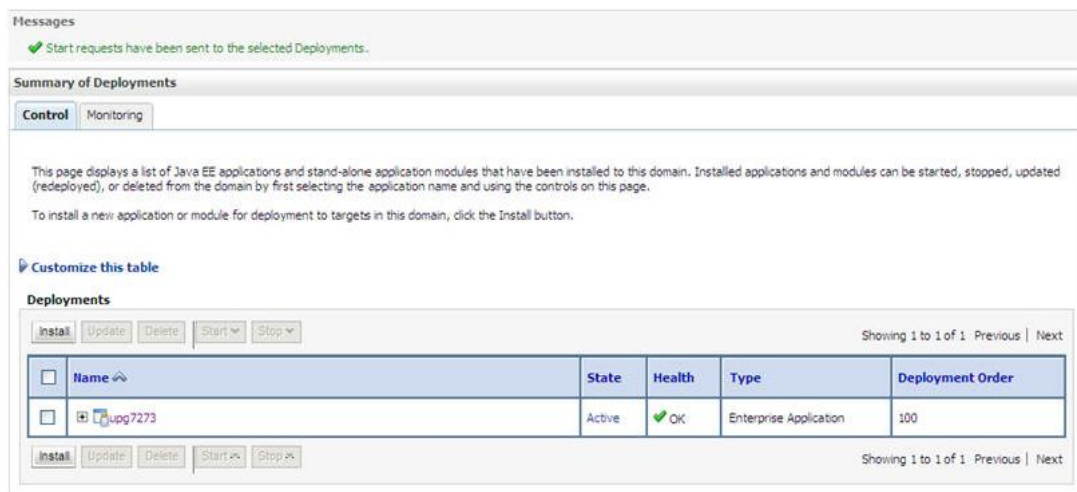 Messages
Start requests have been sent to the selected Deployments.
Summary of Deployments
Control Monitoring
This page displays a list of Java EE applications and stand-alone application modules that have been installed to this domain. Installed applications and modules can be started, stopped, updated
(redeployed), or deleted from the domain by first selecting the application name and using the controls on this page.
To install a new application or module for deployment to targets in this domain, click the Install button.
Customize this table
Deployments
Install Update Delete Start Stop Showing 1 to 1 of 1 Previous | Next
Name State Health Type Deployment Order
upg7273 Active OK Enterprise Application 100
Install Update Delete Start Stop Showing 1 to 1 of 1 Previous | Next